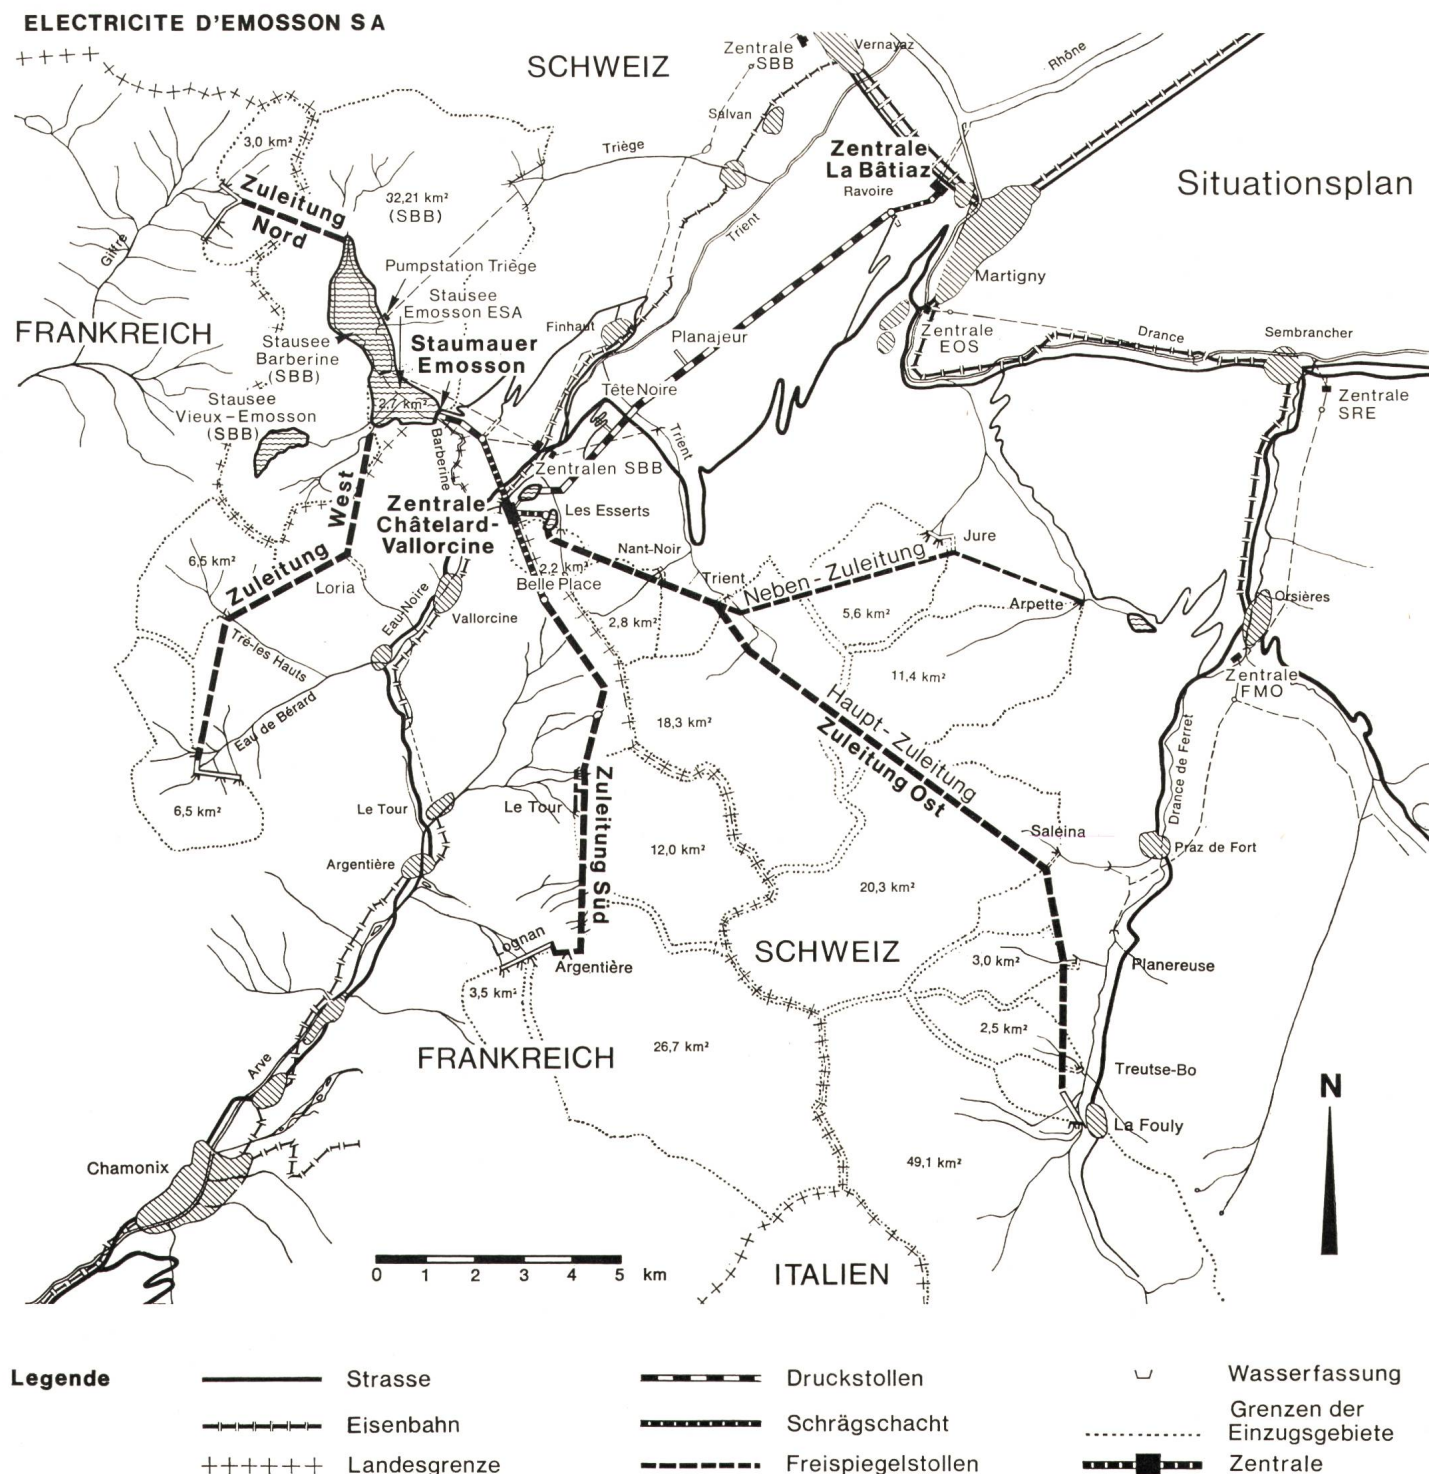 ELECTRICITE D'EMOSSON SA
SCHWEIZ
Zentrale
SBB
Vernayaz
Rhône
Salvan
3,0 km²
Triège
Zentrale
La Bâtiaz
Ravoire
Situationsplan
Zuleitung
Nord
32,21 km²
(SBB)
Giffre
Trient
Pumpstation Triège
Martigny
Stausee
Emosson ESA
FRANKREICH
Finhaut
Stausee
Barberine
(SBB)
Staumauer
Emosson
Planajeur
Zentrale
EOS
Drance
Sembrancher
Stausee
Vieux-Emosson
(SBB)
2,7 km²
Tête Noire
Zentrale
SRE
Barberine
Trient
Zentralen SBB
West
Zentrale
Châtelard-
Vallorcine
Les Esserts
Jure
6,5 km²
Zuleitung
Nant-Noir
2,2 km²
Belle Place
Trient
Neben-Zuleitung
Loria
Eau-Noire
Vallorcine
2,8 km²
5,6 km²
Arpette
Orsières
Tré-les Hauts
11,4 km²
Zentrale
FMO
Eau de Bérard
18,3 km²
Haupt-Zuleitung
Zuleitung Ost
Drance de Ferret
6,5 km²
Le Tour
Le Tour
Zuleitung Süd
Saleina
Praz de Fort
Argentière
12,0 km²
20,3 km²
Lognan
Argentière
SCHWEIZ
3,0 km²
Planereuse
3,5 km²
2,5 km²
FRANKREICH
26,7 km²
Arve
Treutse-Bo
N
La Fouly
Chamonix
49,1 km²
ITALIEN
0 1 2 3 4 5 km
Legende
Strasse
Druckstollen
Wasserfassung
Eisenbahn
Schrägschacht
Grenzen der
Einzugsgebiete
Landesgrenze
Freispiegelstollen
Zentrale